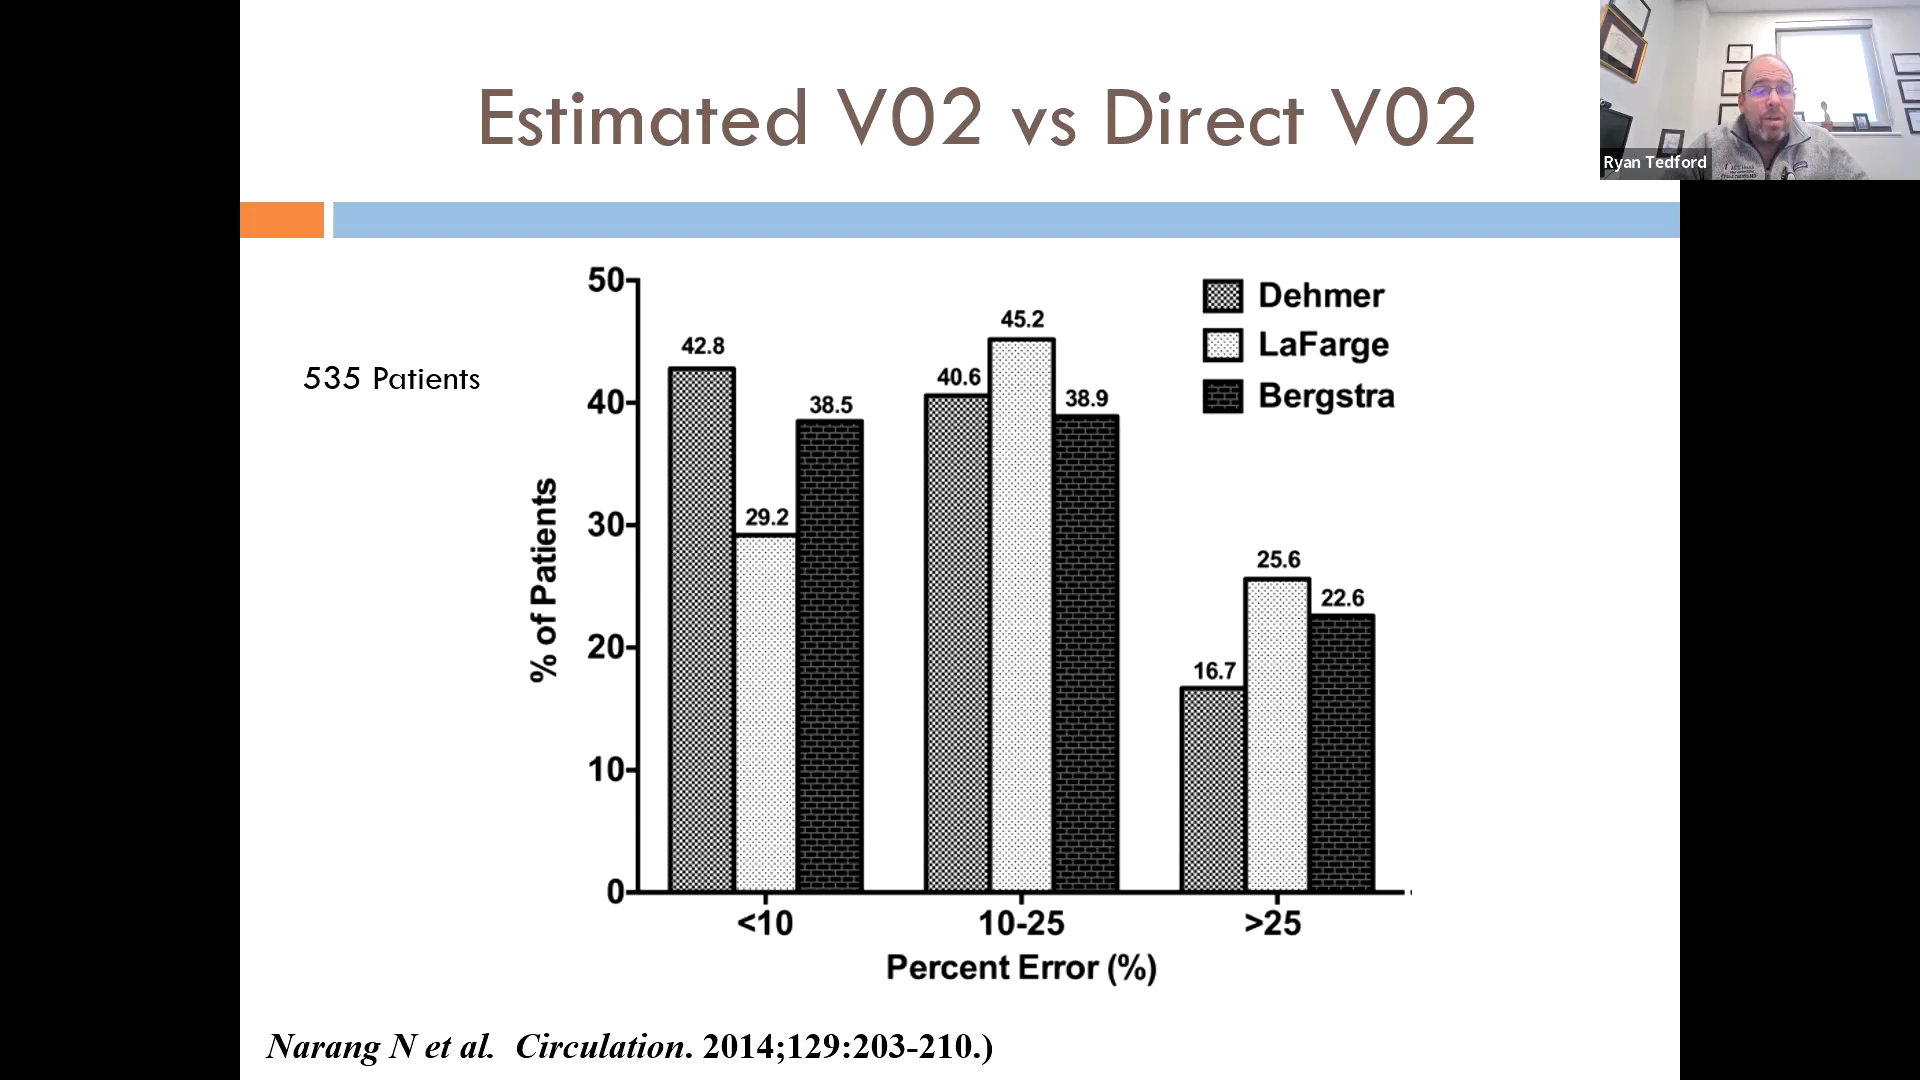 Estimated V02 vs Direct V02
Ryan Tedford
535 Patients
50
40
30
20
10
0
% of Patients
42.8
29.2
38.5
40.6
45.2
38.9
16.7
25.6
22.6
Dehmer
LaFarge
Bergstra
<10
10-25
>25
Percent Error (%)
Narang N et al. Circulation. 2014;129:203-210.)